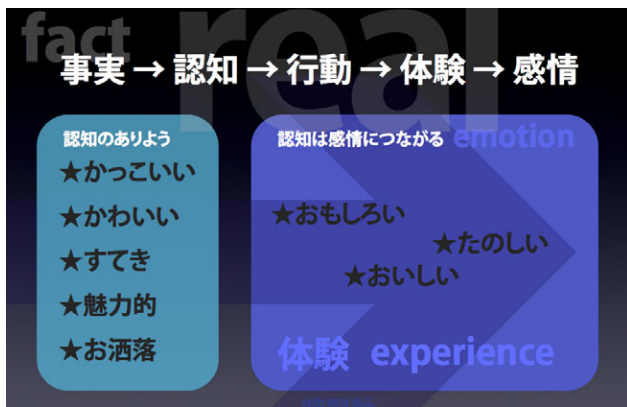 fact
real
事実→認知→行動→体験→感情
認知のありよう
★かっこいい
★かわいい
★すてき
★魅力的
★お洒落
認知は感情につながる
emotion
★おもしろい
★たのしい
★おいしい
体験 experience